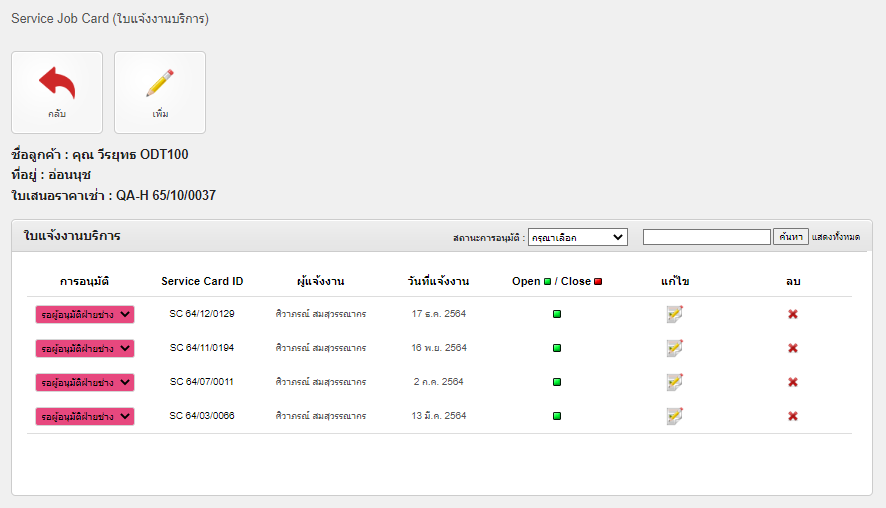 Service Job Card (ใบแจ้งงานบริการ)
กลับ
เพิ่ม
ชื่อลูกค้า : คุณ วีรยุทธ ODT100
ที่อยู่ : อ่อนนุช
ใบเสนอราคาเช่า : QA-H 65/10/0037
ใบแจ้งงานบริการ สถานะการอนุมัติ : กรุณาเลือก ค้นหา แสดงทั้งหมด
การอนุมัติ Service Card ID ผู้แจ้งงาน วันที่แจ้งงาน Open / Close แก้ไข ลบ
รอผู้อนุมัติฝ่ายช่าง SC 64/12/0129 ศิวาภรณ์ สมสุวรรณากร 17 ธ.ค. 2564
รอผู้อนุมัติฝ่ายช่าง SC 64/11/0194 ศิวาภรณ์ สมสุวรรณากร 16 พ.ย. 2564
รอผู้อนุมัติฝ่ายช่าง SC 64/07/0011 ศิวาภรณ์ สมสุวรรณากร 2 ก.ค. 2564
รอผู้อนุมัติฝ่ายช่าง SC 64/03/0066 ศิวาภรณ์ สมสุวรรณากร 13 มี.ค. 2564